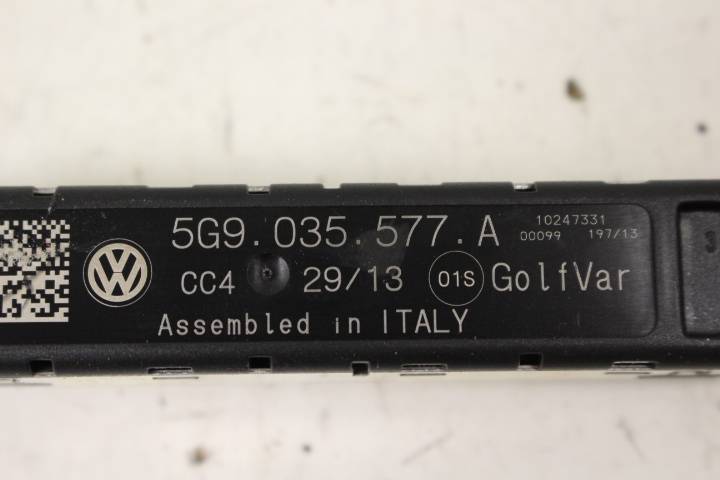 5G9.035.577.A
10247331
00099 197/13
CC4 29/13 01S GolfVar
Assembled in ITALY